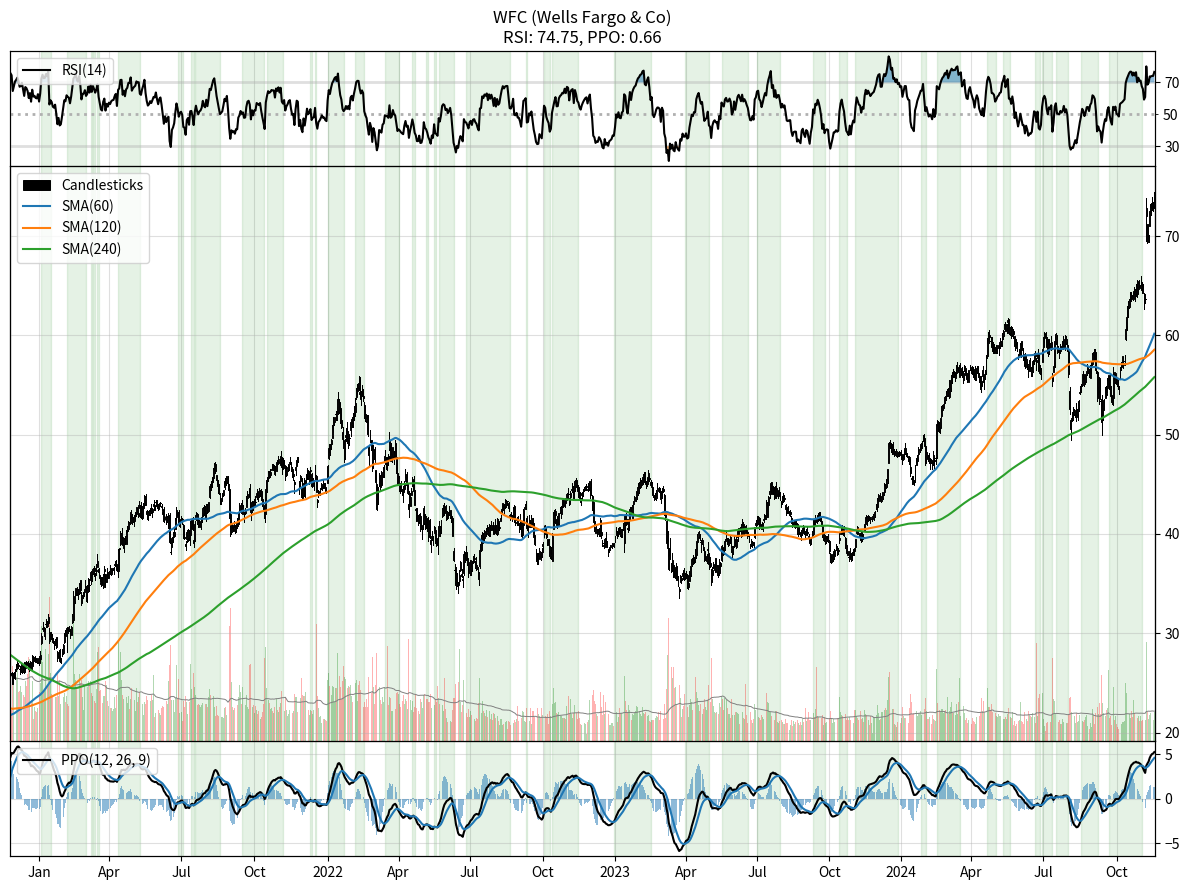 WFC (Wells Fargo & Co)
RSI: 74.75, PPO: 0.66
RSI(14)
70
50
30
Candlesticks
SMA(60)
SMA(120)
SMA(240)
70
60
50
40
30
20
PPO(12, 26, 9)
5
0
−5
Jan Apr Jul Oct 2022 Apr Jul Oct 2023 Apr Jul Oct 2024 Apr Jul Oct